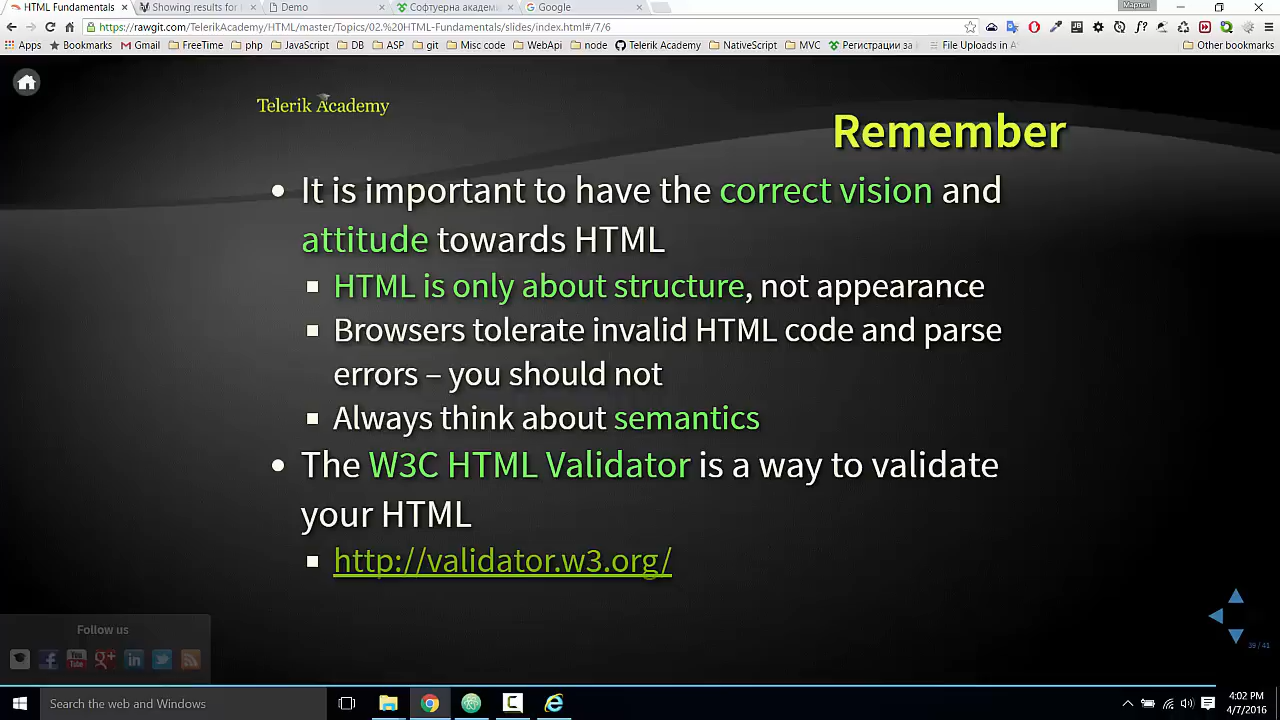 HTML Fundamentals
Showing results for
Demo
Софтуерна академи
Google
Мартин
https://rawgit.com/TelerikAcademy/HTML/master/Topics/02.%20HTML-Fundamentals/slides/index.html#/7/6
Apps
Bookmarks
Gmail
FreeTime
php
JavaScript
DB
ASP
git
Misc code
WebApi
node
Telerik Academy
NativeScript
MVC
Регистрации за
File Uploads in A
Other bookmarks
Telerik Academy
Remember
It is important to have the correct vision and
attitude towards HTML
HTML is only about structure, not appearance
Browsers tolerate invalid HTML code and parse
errors – you should not
Always think about semantics
The W3C HTML Validator is a way to validate
your HTML
http://validator.w3.org/
Follow us
39 / 41
Search the web and Windows
4:02 PM
4/7/2016